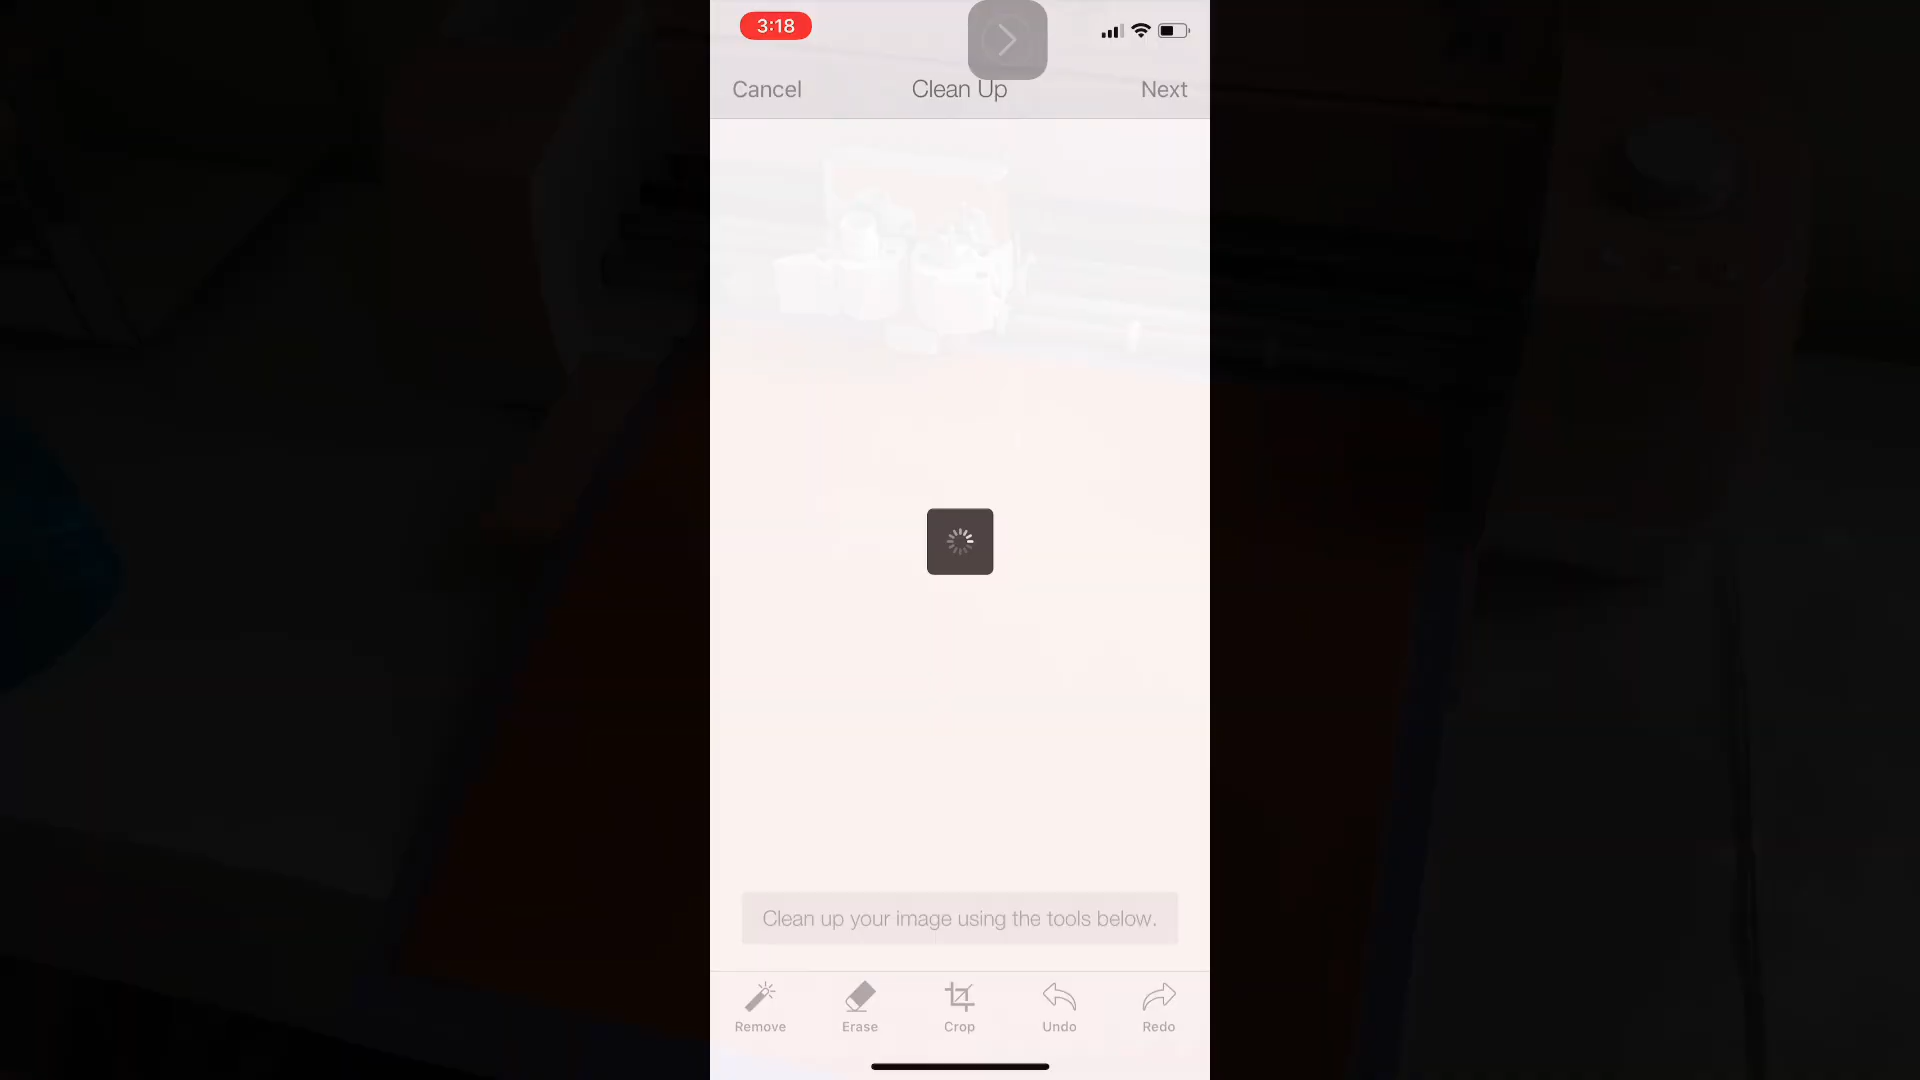 3:18
Cancel
Clean Up
Next
Clean up your image using the tools below.
Remove
Erase
Crop
Undo
Redo